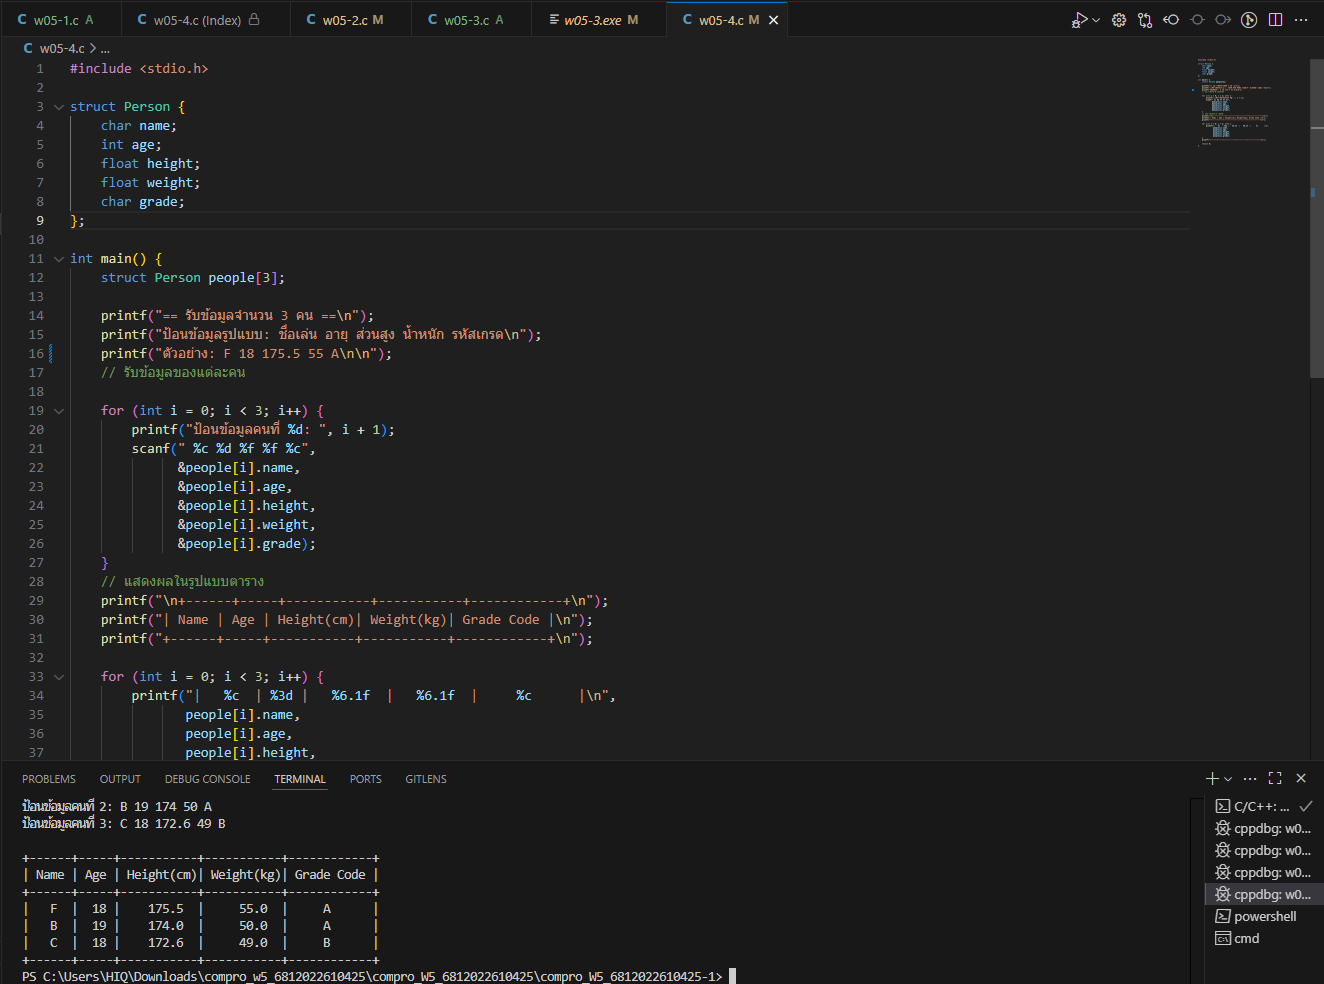 C w05-1.c A
C w05-4.c (Index)
C w05-2.c M
C w05-3.c A
w05-3.exe M
C w05-4.c M
C w05-4.c > ...
1 #include <stdio.h>
2
3 struct Person {
4 char name;
5 int age;
6 float height;
7 float weight;
8 char grade;
9 };
10
11 int main() {
12 struct Person people[3];
13
14 printf("== รับข้อมูลจำนวน 3 คน ==\n");
15 printf("ป้อนข้อมูลรูปแบบ: ชื่อเล่น อายุ ส่วนสูง น้ำหนัก รหัสเกรด\n");
16 printf("ตัวอย่าง: F 18 175.5 55 A\n\n");
17 // รับข้อมูลของแต่ละคน
18
19 for (int i = 0; i < 3; i++) {
20 printf("ป้อนข้อมูลคนที่ %d: ", i + 1);
21 scanf(" %c %d %f %f %c",
22 &people[i].name,
23 &people[i].age,
24 &people[i].height,
25 &people[i].weight,
26 &people[i].grade);
27 }
28 // แสดงผลในรูปแบบตาราง
29 printf("\n+------+-----+-----------+-----------+------------+\n");
30 printf("| Name | Age | Height(cm)| Weight(kg)| Grade Code |\n");
31 printf("+------+-----+-----------+-----------+------------+\n");
32
33 for (int i = 0; i < 3; i++) {
34 printf("|   %c  | %3d |   %6.1f  |   %6.1f  |     %c      |\n",
35 people[i].name,
36 people[i].age,
37 people[i].height,
PROBLEMS OUTPUT DEBUG CONSOLE TERMINAL PORTS GITLENS
ป้อนข้อมูลคนที่ 2: B 19 174 50 A
ป้อนข้อมูลคนที่ 3: C 18 172.6 49 B
+------+-----+-----------+-----------+------------+
| Name | Age | Height(cm)| Weight(kg)| Grade Code |
+------+-----+-----------+-----------+------------+
|   F  |  18 |    175.5  |     55.0  |     A      |
|   B  |  19 |    174.0  |     50.0  |     A      |
|   C  |  18 |    172.6  |     49.0  |     B      |
+------+-----+-----------+-----------+------------+
PS C:\Users\HIQ\Downloads\compro_w5_6812022610425\compro_W5_6812022610425\compro_W5_6812022610425-1>
C/C++: ...
cppdbg: w0...
cppdbg: w0...
cppdbg: w0...
cppdbg: w0...
powershell
cmd